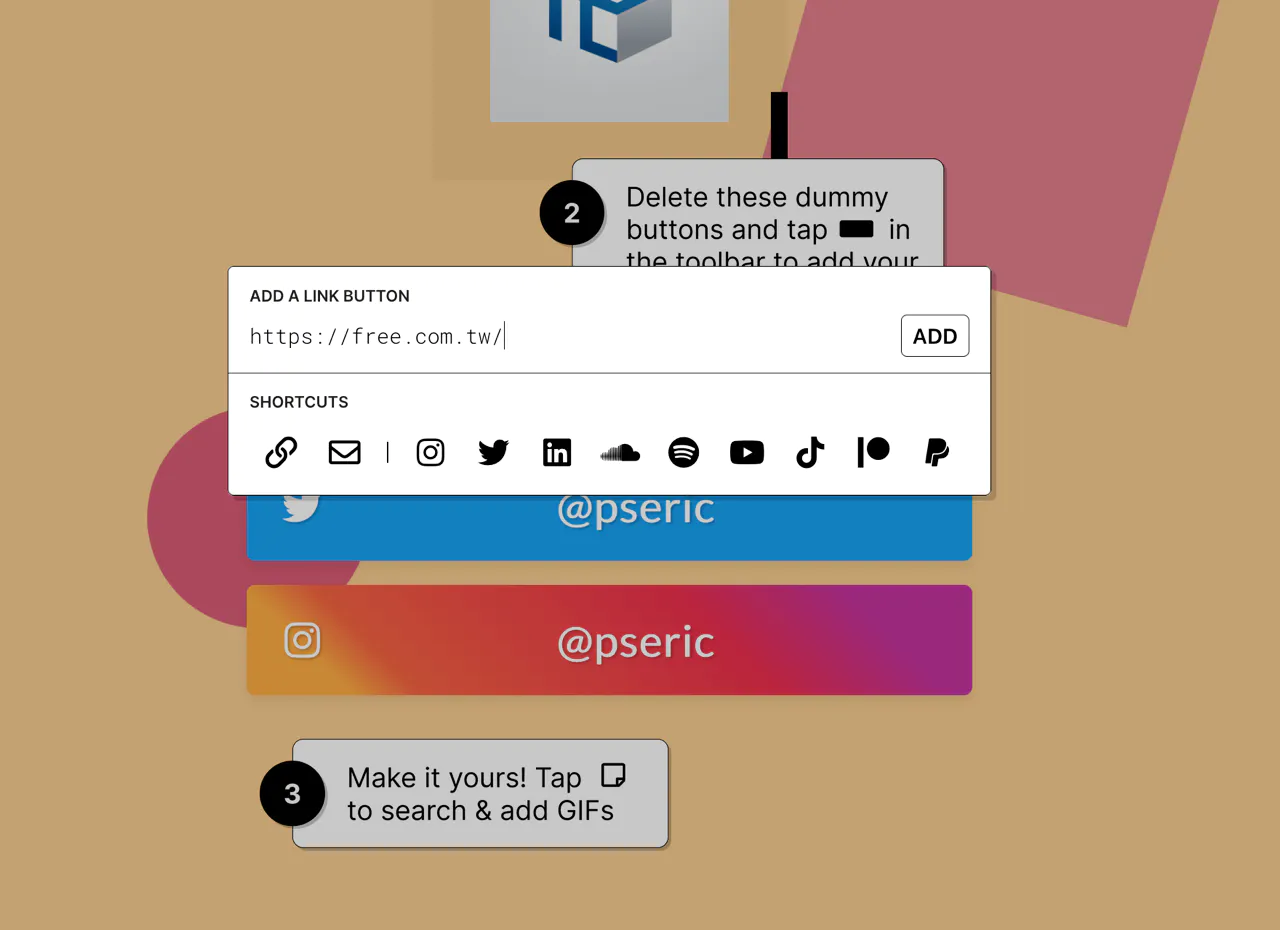 2
Delete these dummy
buttons and tap in
the toolbar to add your
ADD A LINK BUTTON
https://free.com.tw/
ADD
SHORTCUTS
@pseric
@pseric
3
Make it yours! Tap
to search & add GIFs